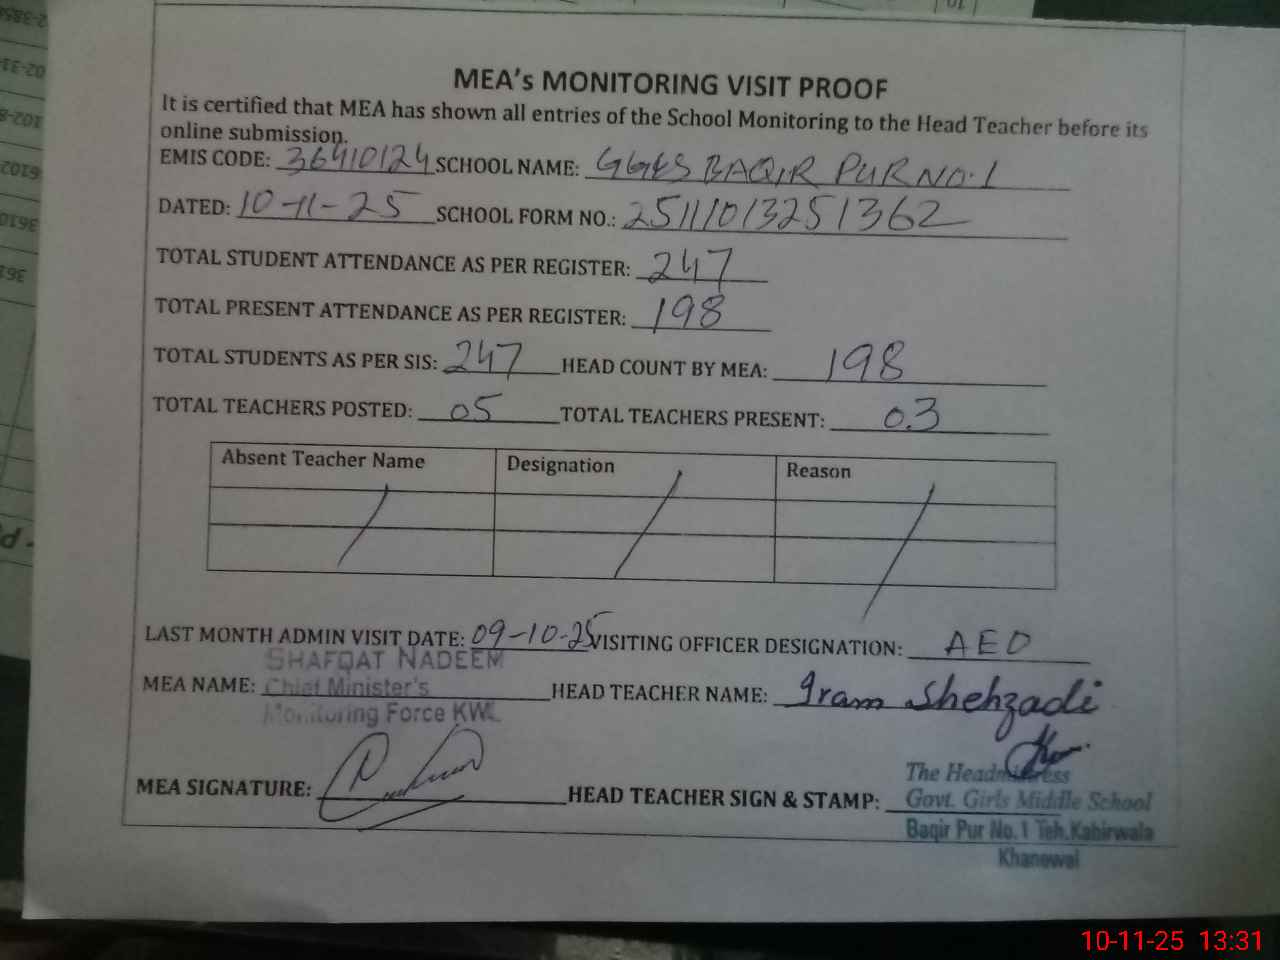 MEA's MONITORING VISIT PROOF
It is certified that MEA has shown all entries of the School Monitoring to the Head Teacher before its
online submission.
EMIS CODE: 36410124 SCHOOL NAME: GGES BAQIR PUR NO.1
DATED: 10-11-25 SCHOOL FORM NO.: 25111013251362
TOTAL STUDENT ATTENDANCE AS PER REGISTER: 247
TOTAL PRESENT ATTENDANCE AS PER REGISTER: 198
TOTAL STUDENTS AS PER SIS: 247 HEAD COUNT BY MEA: 198
TOTAL TEACHERS POSTED: 05 TOTAL TEACHERS PRESENT: 03
Absent Teacher Name Designation Reason
LAST MONTH ADMIN VISIT DATE: 09-10-25 VISITING OFFICER DESIGNATION: AEO
SHAFQAT NADEEM
MEA NAME: Chief Minister's HEAD TEACHER NAME: Iram Shehzadi
Monitoring Force KWL
The Headmistress
MEA SIGNATURE: HEAD TEACHER SIGN & STAMP: Govt. Girls Middle School
Baqir Pur No.1 Teh. Kabirwala
Khanewal
10-11-25 13:31